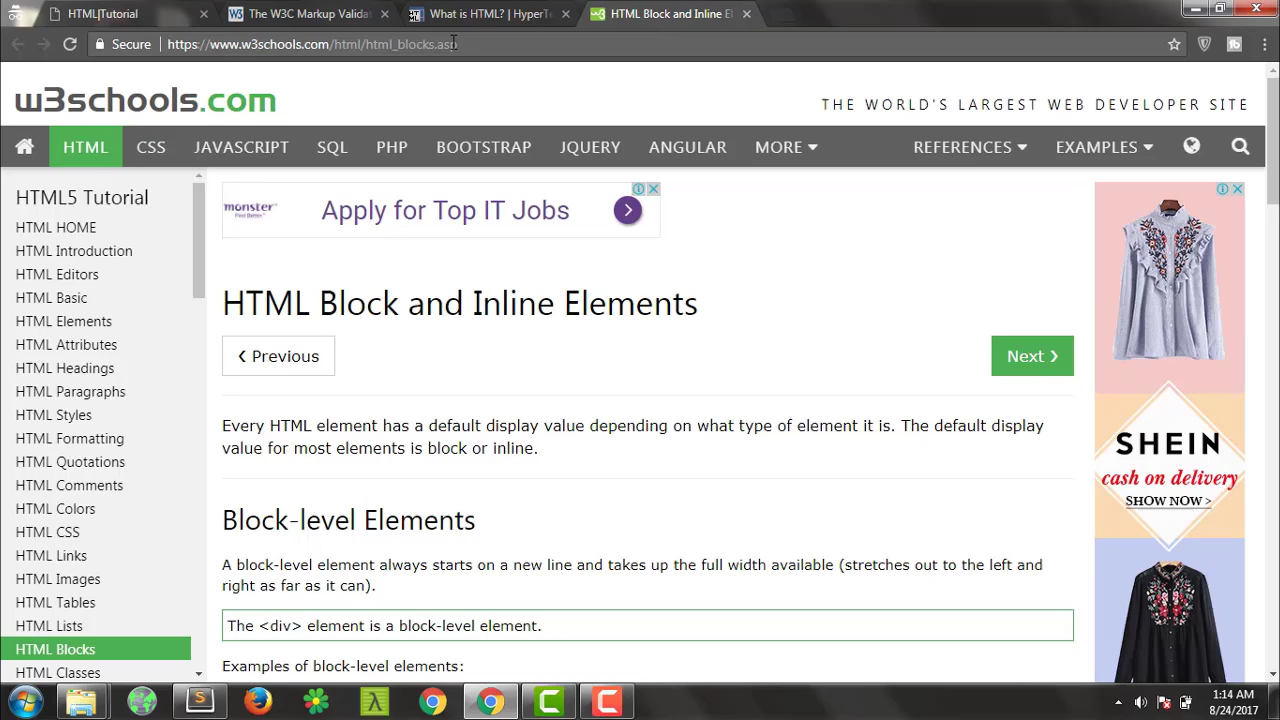 HTML|Tutorial
The W3C Markup Valida
What is HTML? | HyperT
HTML Block and Inline E
Secure
https://www.w3schools.com/html/html_blocks.asp
w3schools.com
THE WORLD'S LARGEST WEB DEVELOPER SITE
HTML CSS JAVASCRIPT SQL PHP BOOTSTRAP JQUERY ANGULAR MORE REFERENCES EXAMPLES
HTML5 Tutorial
HTML HOME
HTML Introduction
HTML Editors
HTML Basic
HTML Elements
HTML Attributes
HTML Headings
HTML Paragraphs
HTML Styles
HTML Formatting
HTML Quotations
HTML Comments
HTML Colors
HTML CSS
HTML Links
HTML Images
HTML Tables
HTML Lists
HTML Blocks
HTML Classes
MONSTER
Find Better
Apply for Top IT Jobs
HTML Block and Inline Elements
❮ Previous
Next ❯
Every HTML element has a default display value depending on what type of element it is. The default display
value for most elements is block or inline.
Block-level Elements
A block-level element always starts on a new line and takes up the full width available (stretches out to the left and
right as far as it can).
The <div> element is a block-level element.
Examples of block-level elements:
SHEIN
cash on delivery
SHOW NOW >
1:14 AM
8/24/2017